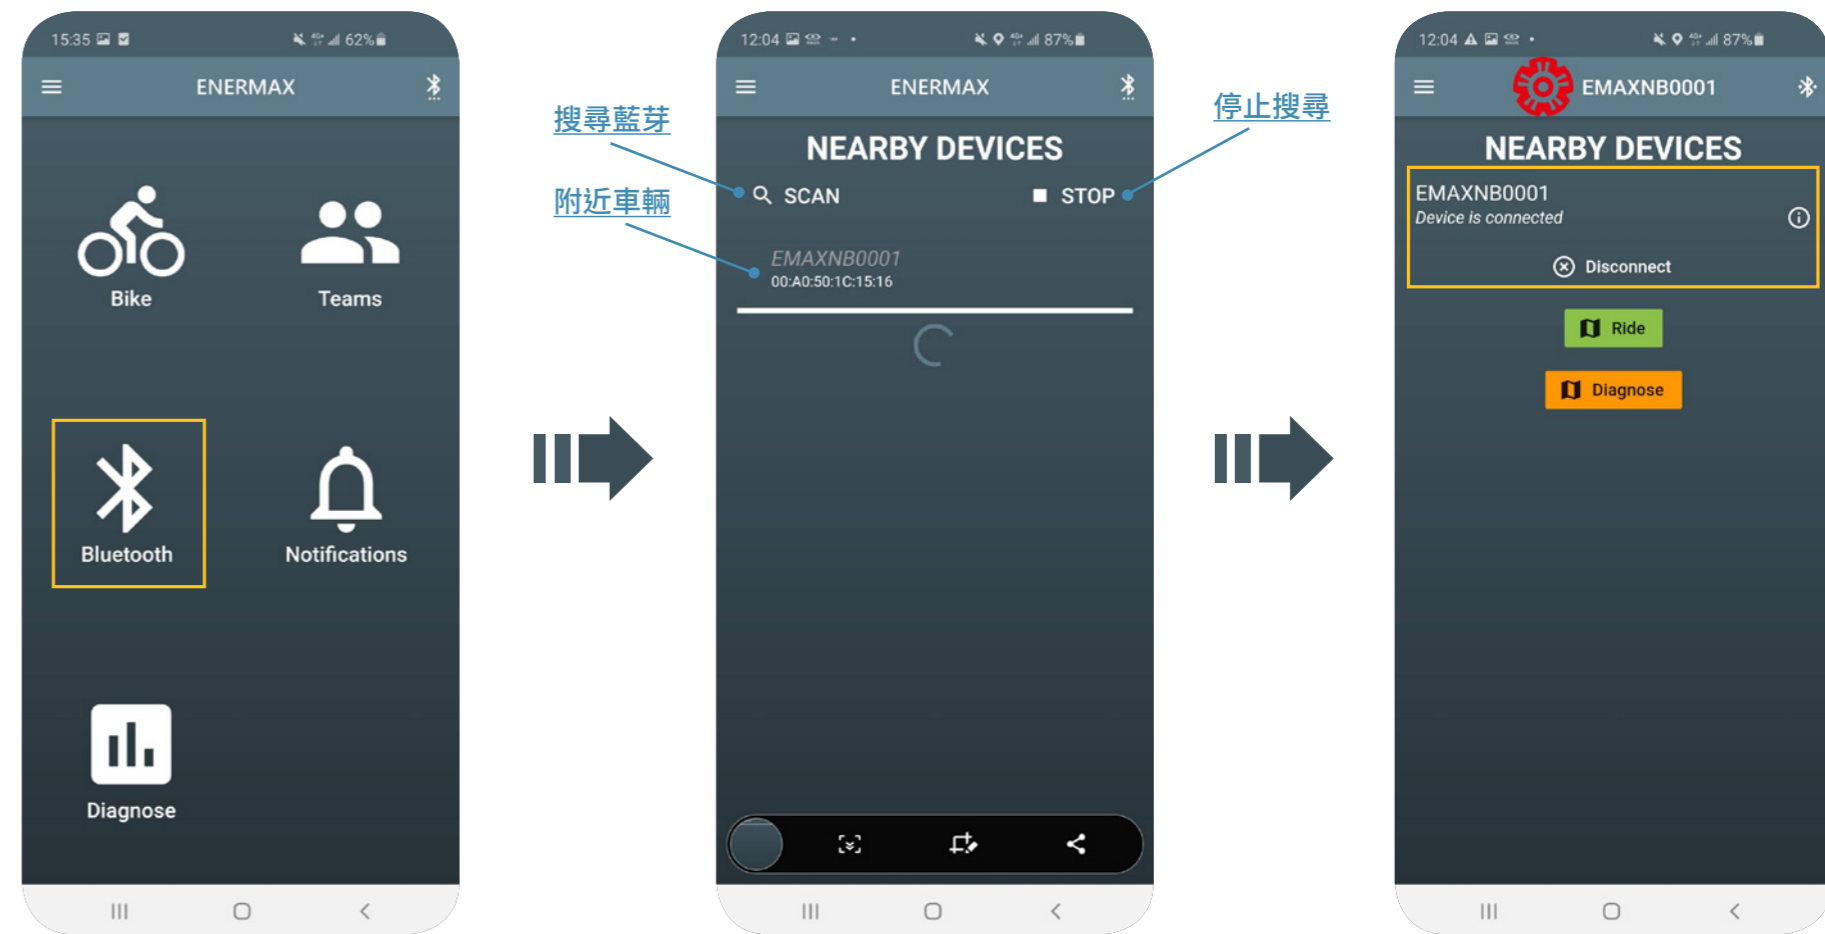 15:35
62%
ENERMAX
Bike
Teams
Bluetooth
Notifications
Diagnose
搜尋藍芽
附近車輛
12:04
87%
ENERMAX
NEARBY DEVICES
SCAN
STOP
EMAXNB0001
00:A0:50:1C:15:16
停止搜尋
12:04
87%
EMAXNB0001
NEARBY DEVICES
EMAXNB0001
Device is connected
Disconnect
Ride
Diagnose